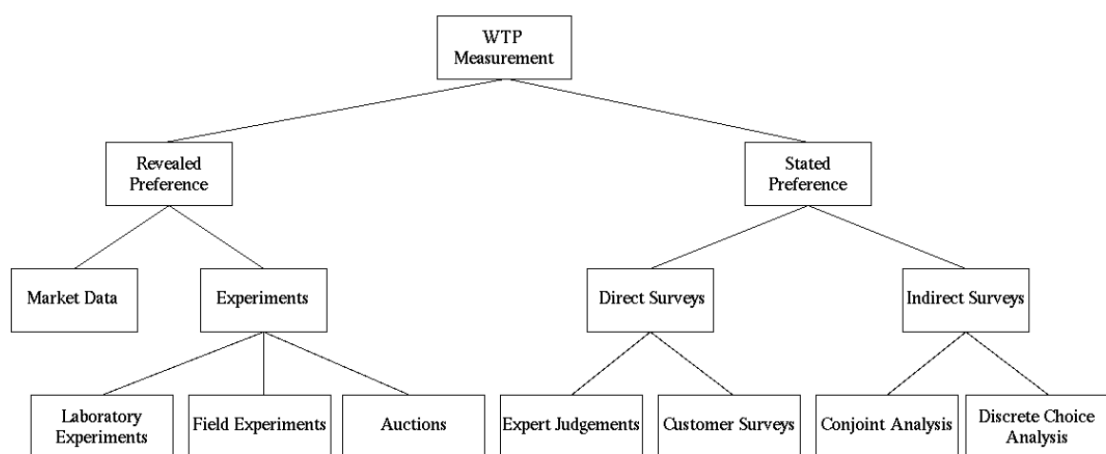 WTP
Measurement
Revealed
Preference
Stated
Preference
Market Data
Experiments
Direct Surveys
Indirect Surveys
Laboratory
Experiments
Field Experiments
Auctions
Expert Judgements
Customer Surveys
Conjoint Analysis
Discrete Choice
Analysis